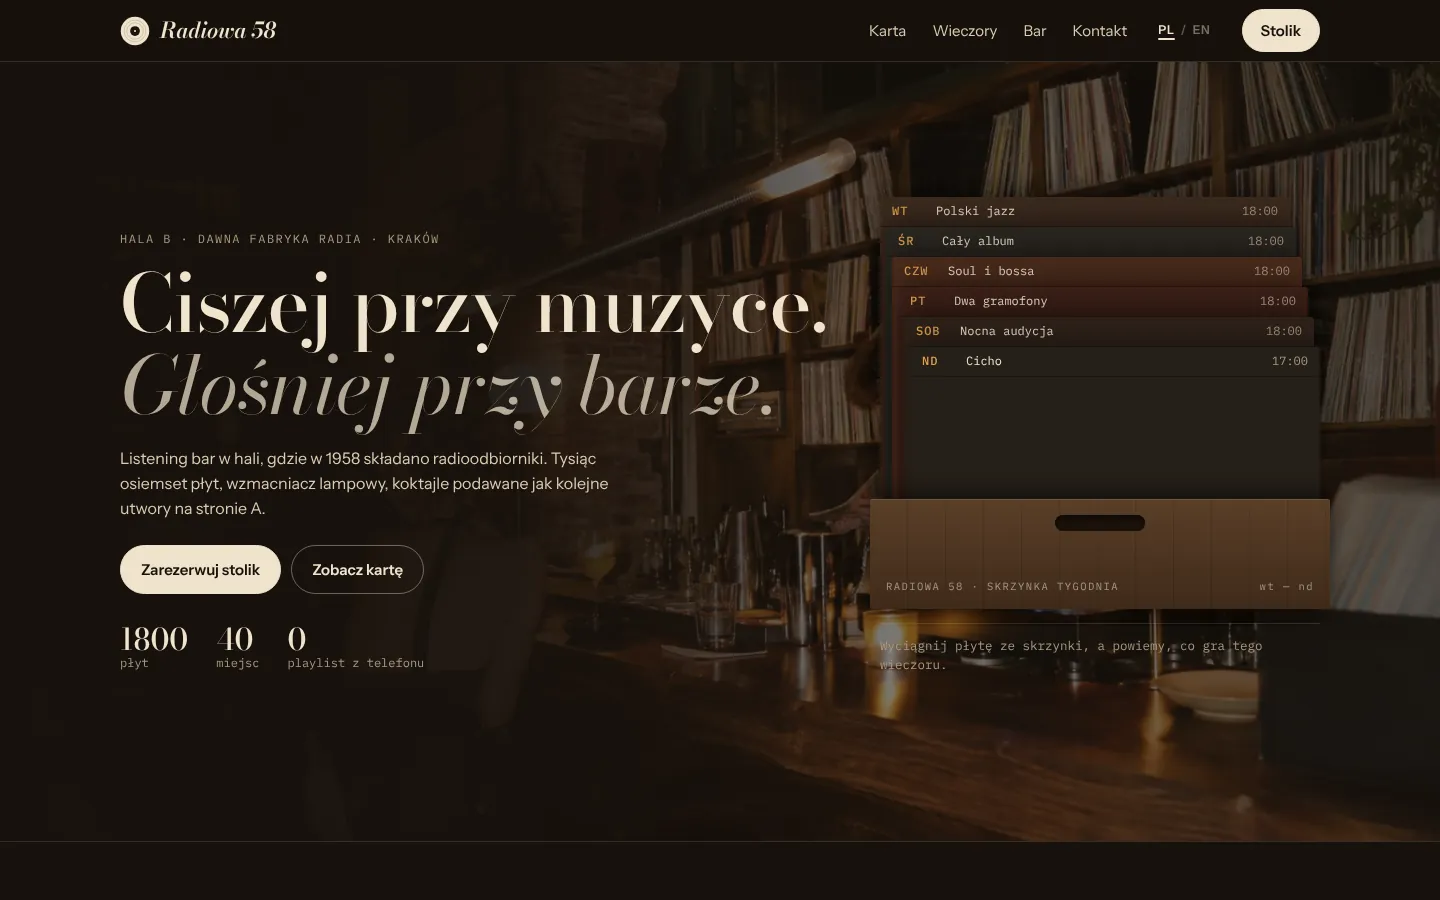 Radiowa 58
Karta
Wieczory
Bar
Kontakt
PL / EN
Stolik
HALA B · DAWNA FABRYKA RADIA · KRAKÓW
Ciszej przy muzyce.
Głośniej przy barze.
Listening bar w hali, gdzie w 1958 składano radioodbiorniki. Tysiąc
osiemset płyt, wzmacniacz lampowy, koktajle podawane jak kolejne
utwory na stronie A.
Zarezerwuj stolik
Zobacz kartę
1800
płyt
40
miejsc
0
playlist z telefonu
WT Polski jazz 18:00
ŚR Cały album 18:00
CZW Soul i bossa 18:00
PT Dwa gramofony 18:00
SOB Nocna audycja 18:00
ND Cicho 17:00
RADIOWA 58 · SKRZYNKA TYGODNIA wt — nd
Wyciągnij płytę ze skrzynki, a powiemy, co gra tego
wieczoru.